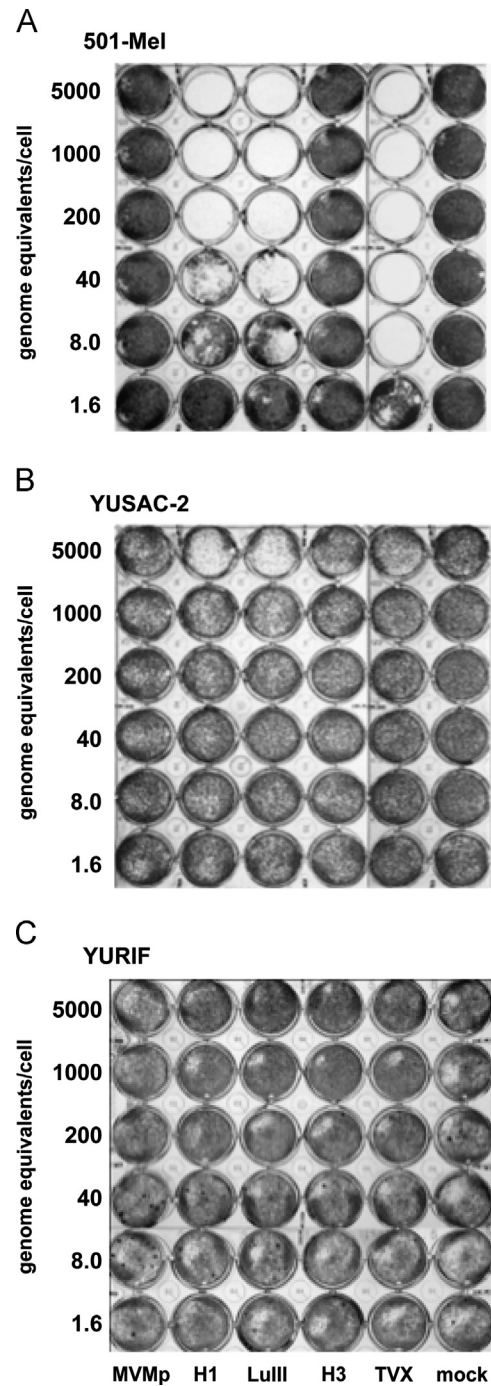 A
501-Mel
genome equivalents/cell
5000
1000
200
40
8.0
1.6
B
YUSAC-2
genome equivalents/cell
5000
1000
200
40
8.0
1.6
C
YURIF
genome equivalents/cell
5000
1000
200
40
8.0
1.6
MVMp H1 LuIII H3 TVX mock